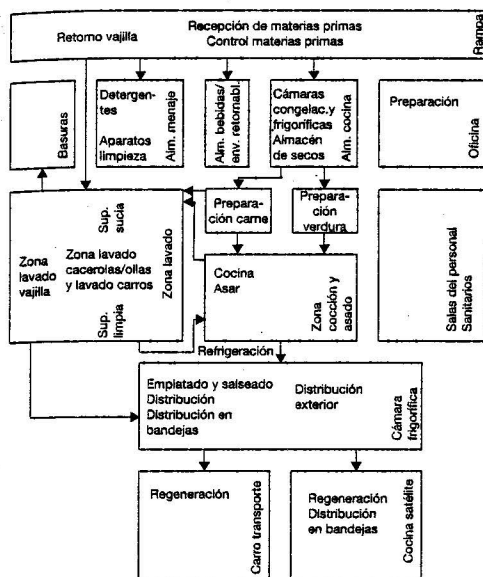 Retorno vajilla
Recepción de materias primas
Control materias primas
Rampa
Basuras
Detergen-
tes
Aparatos
limpieza
Alm. menaje
Alm. bebidas/
env. retornabl.
Cámaras
congelac.y
frigoríficas
Almacén
de secos
Alm. cocina
Preparación
Oficina
Zona
lavado
vajilla
Sup.
sucia
Zona lavado
cacerolas/ollas
y lavado carros
Sup.
limpia
Zona lavado
Prepara-
ción carne
Prepara-
ción
verdura
Cocina
Asar
Zona
cocción y
asado
Salas del personal
Sanitarios
Refrigeración
Emplatado y salseado
Distribución
Distribución en
bandejas
Distribución
exterior
Cámara
frigorífica
Regeneración
Carro transporte
Regeneración
Distribución
en bandejas
Cocina satélite